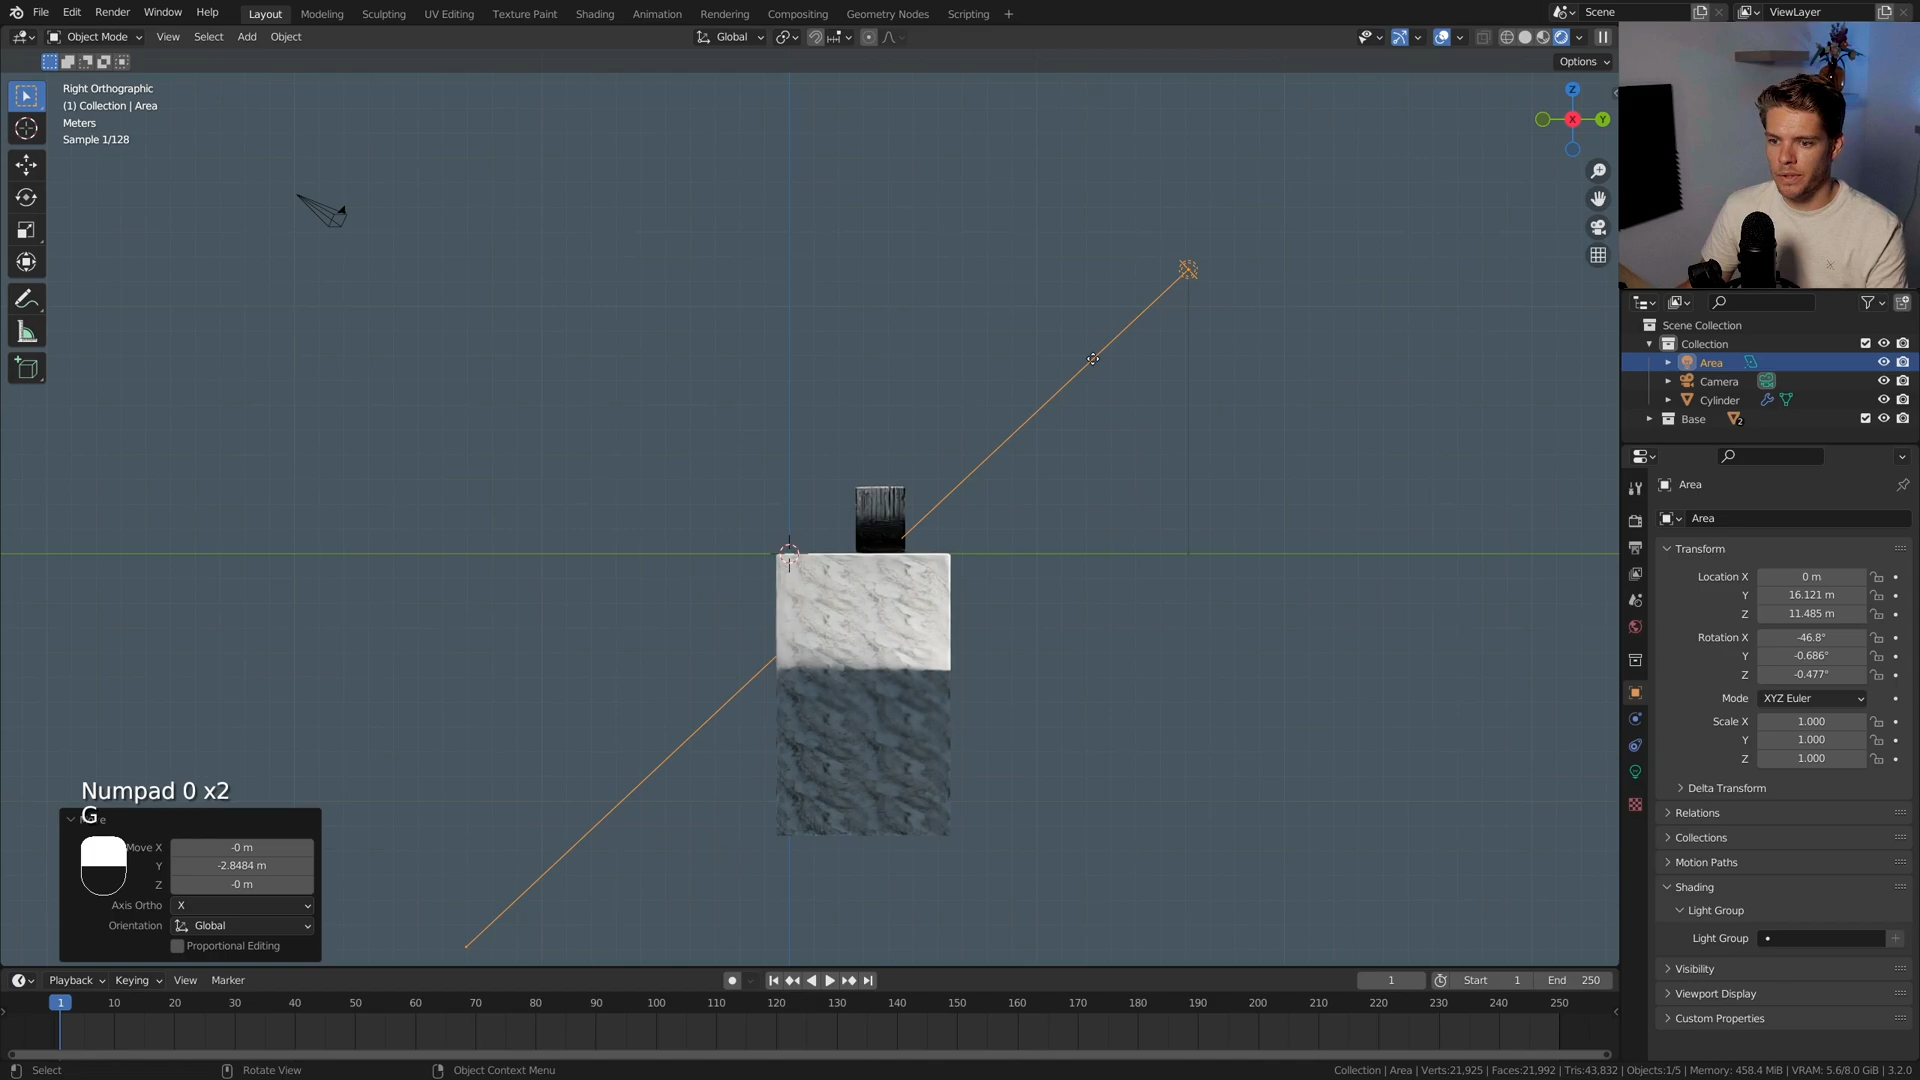 File Edit Render Window Help Layout Modeling Sculpting UV Editing Texture Paint Shading Animation Rendering Compositing Geometry Nodes Scripting + Scene ViewLayer
Object Mode View Select Add Object Global
Options
Right Orthographic
(1) Collection | Area
Meters
Sample 1/128
Z
X
Y
Scene Collection
Collection
Area
Camera
Cylinder
Base 2
Area
Area
Transform
Location X 0 m
Y 16.121 m
Z 11.485 m
Rotation X -46.8°
Y -0.686°
Z -0.477°
Mode XYZ Euler
Scale X 1.000
Y 1.000
Z 1.000
Delta Transform
Relations
Collections
Motion Paths
Shading
Light Group
Light Group
Visibility
Viewport Display
Custom Properties
Numpad 0 x2
G
Move X -0 m
Y -2.8484 m
Z -0 m
Axis Ortho X
Orientation Global
Proportional Editing
Playback Keying View Marker 1 Start 1 End 250
1 10 20 30 40 50 60 70 80 90 100 110 120 130 140 150 160 170 180 190 200 210 220 230 240 250
Select Rotate View Object Context Menu Collection | Area | Verts:21,925 | Faces:21,992 | Tris:43,832 | Objects:1/5 | Memory: 458.4 MiB | VRAM: 5.6/8.0 GiB | 3.2.0